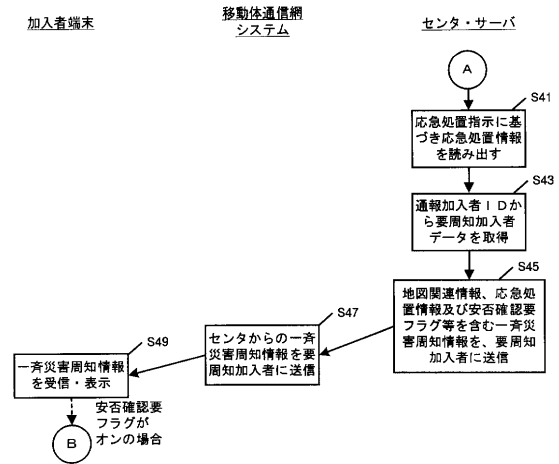 加入者端末
移動体通信網
システム
センタ・サーバ
A
S41
応急処置指示に基
づき応急処置情報
を読み出す
S43
通報加入者IDから
要周知加入者
データを取得
S45
地図関連情報、応急処
置情報及び安否確認要
フラグ等を含む一斉災
害周知情報を、要周知
加入者に送信
S47
センタからの一斉
災害周知情報を要
周知加入者に送信
S49
一斉災害周知情報
を受信・表示
安否確認要
フラグが
オンの場合
B